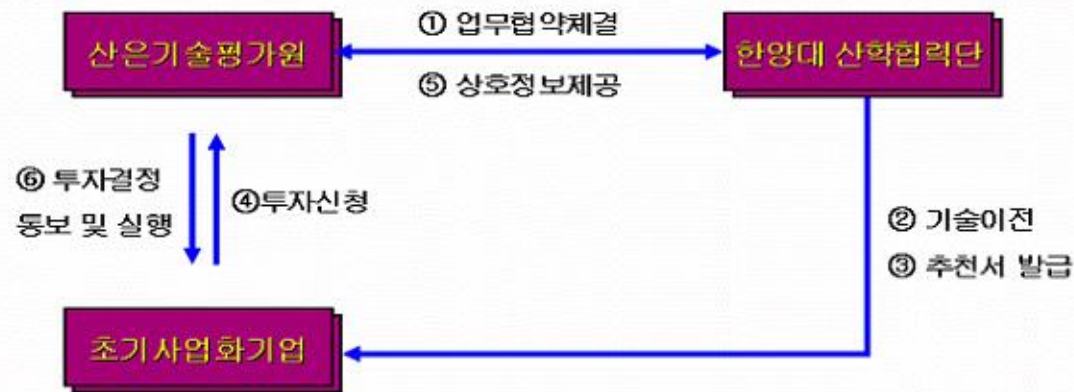 산은기술평가원
① 업무협약체결
한양대 산학협력단
⑤ 상호정보제공
⑥ 투자결정
통보 및 실행
④투자신청
② 기술이전
③ 추천서 발급
초기사업화기업